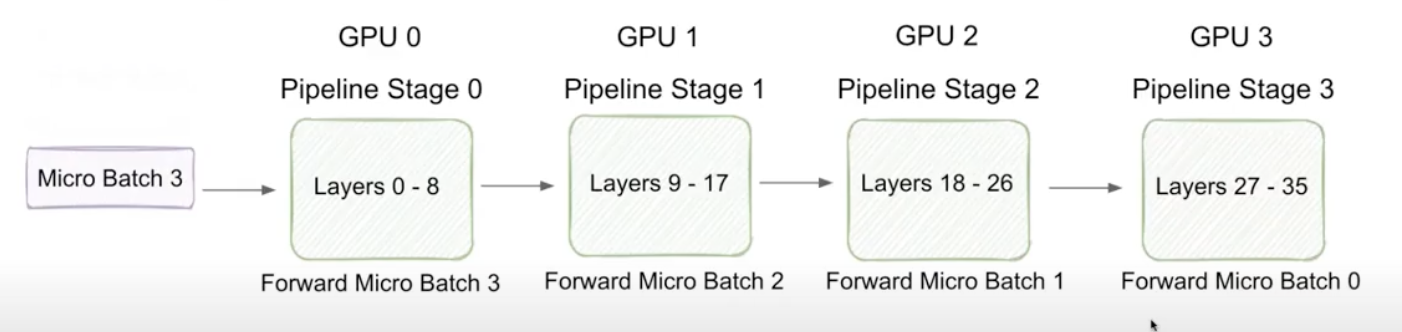 GPU 0
GPU 1
GPU 2
GPU 3
Pipeline Stage 0
Pipeline Stage 1
Pipeline Stage 2
Pipeline Stage 3
Micro Batch 3
Layers 0 - 8
Layers 9 - 17
Layers 18 - 26
Layers 27 - 35
Forward Micro Batch 3
Forward Micro Batch 2
Forward Micro Batch 1
Forward Micro Batch 0